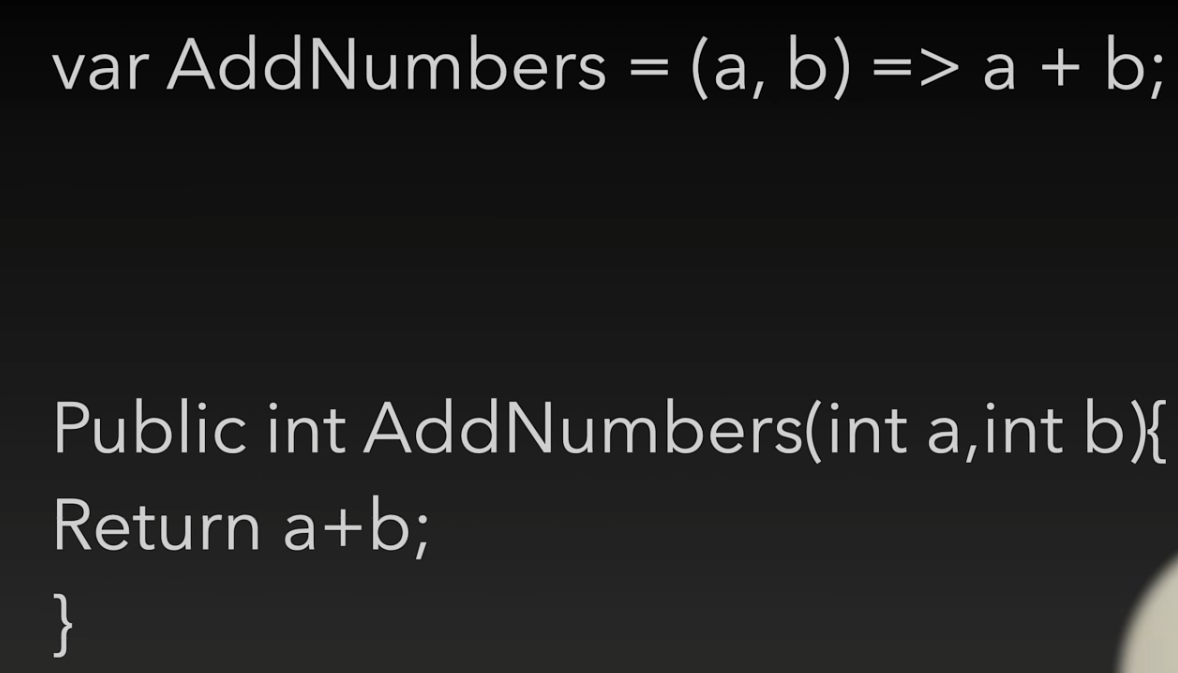 var AddNumbers = (a, b) => a + b;
Public int AddNumbers(int a,int b){
Return a+b;
}